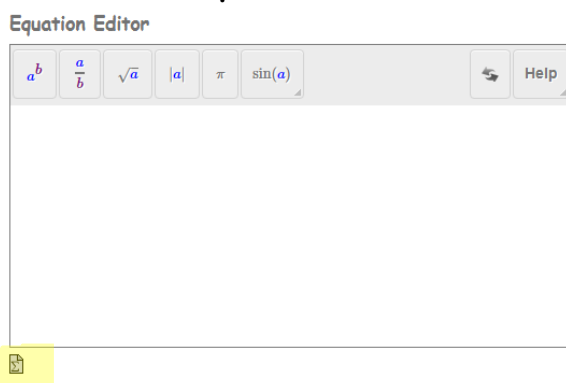 Equation Editor
a^b a/b √a |a| π sin(a) Help
Σ